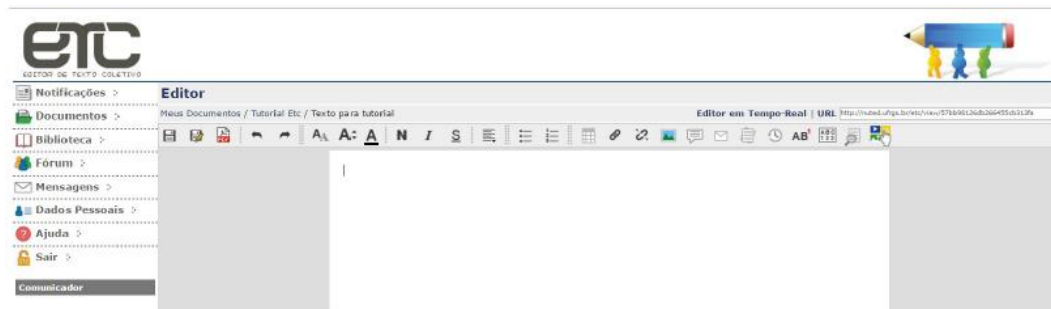 ETC
EDITOR DE TEXTO COLETIVO
Notificações >
Documentos >
Biblioteca >
Fórum >
Mensagens >
Dados Pessoais >
Ajuda >
Sair >
Comunicador
Editor
Meus Documentos / Tutorial Etc / Texto para tutorial
Editor em Tempo-Real | URL
N I S
AB